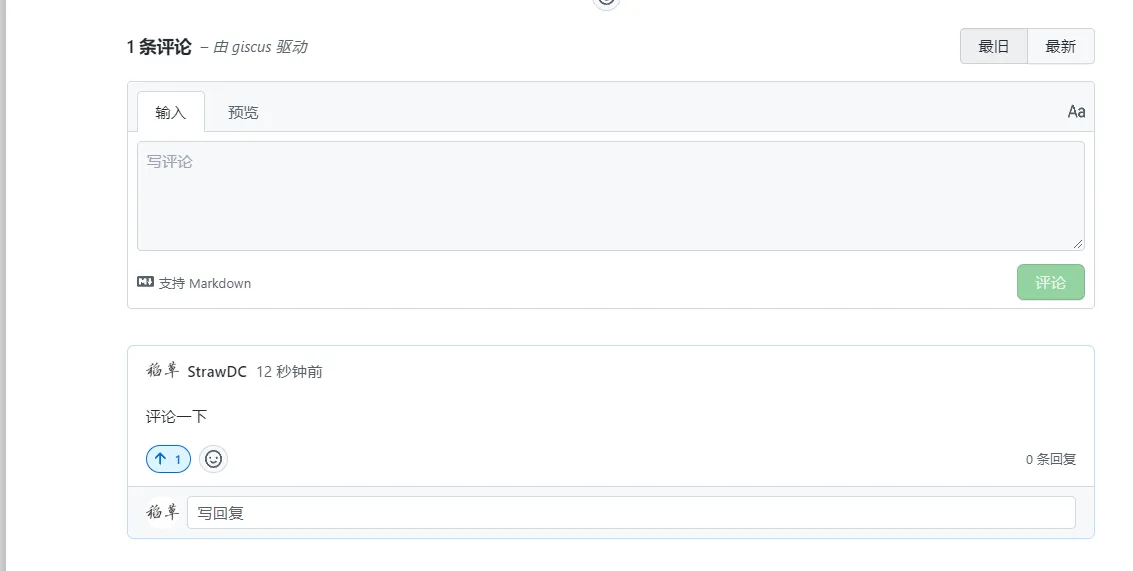 1 条评论 – 由 giscus 驱动
最旧 最新
输入 预览 Aa
写评论
支持 Markdown
评论
稻草 StrawDC 12 秒钟前
评论一下
1
0 条回复
稻草 写回复